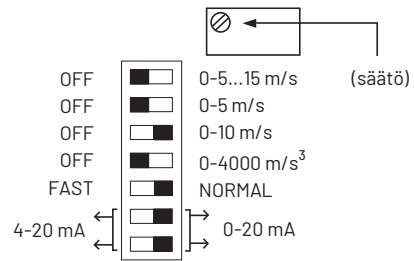 OFF 0-5...15 m/s (säätö)
OFF 0-5 m/s
OFF 0-10 m/s
OFF 0-4000 m/s³
FAST NORMAL
4-20 mA 0-20 mA